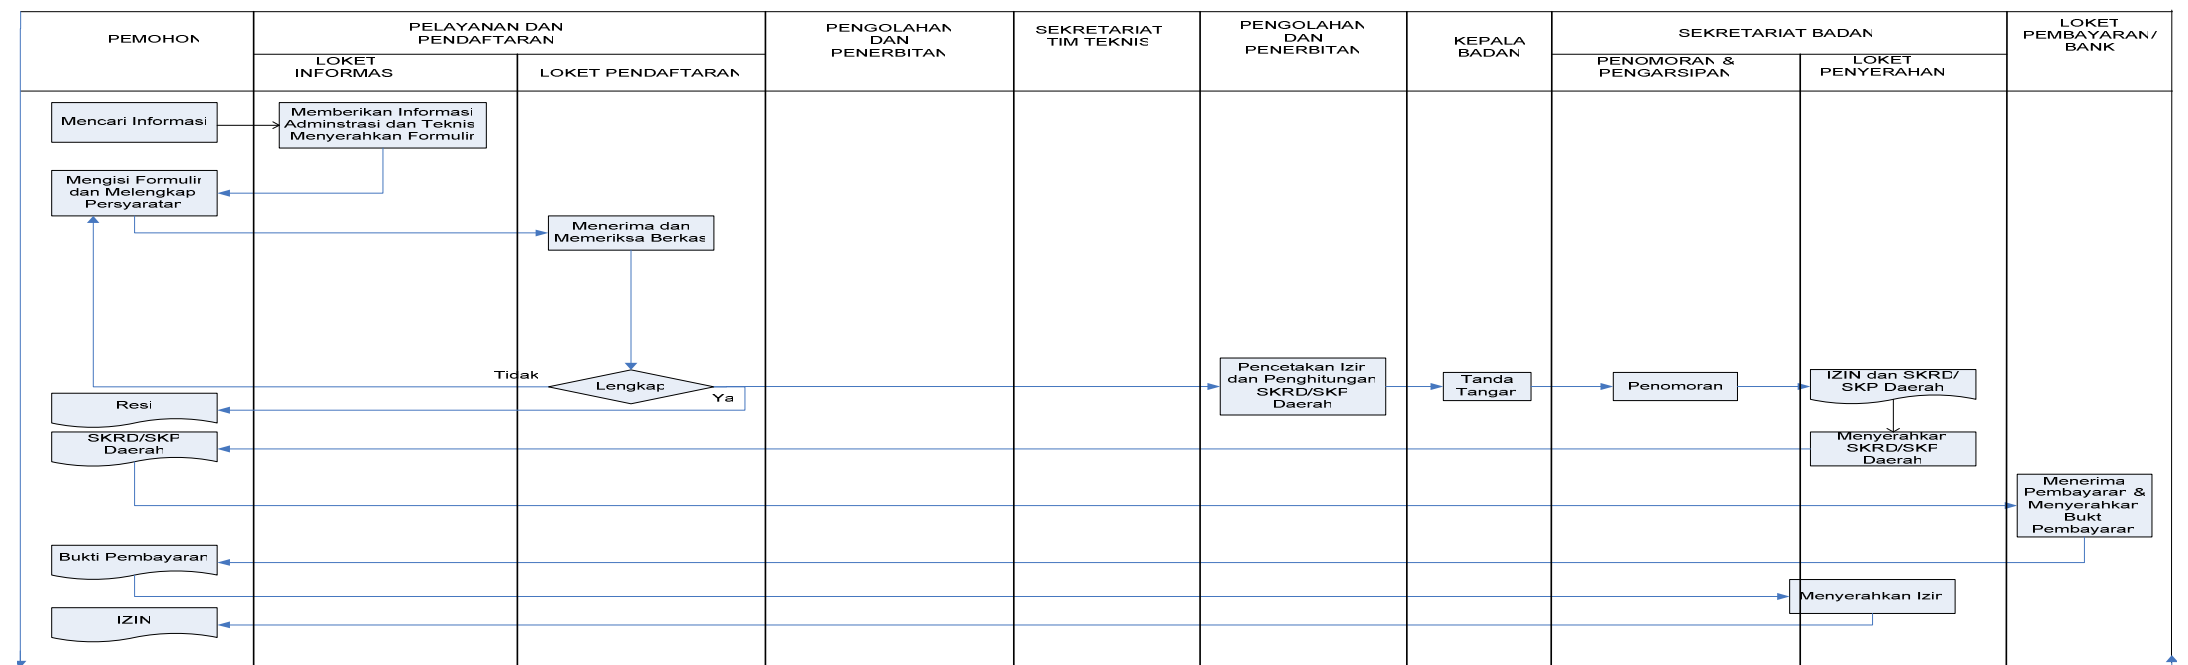 PEMOHON
PELAYANAN DAN
PENDAFTARAN
LOKET
INFORMAS
LOKET PENDAFTARAN
PENGOLAHAN
DAN
PENERBITAN
SEKRETARIAT
TIM TEKNIS
PENGOLAHAN
DAN
PENERBITAN
KEPALA
BADAN
SEKRETARIAT BADAN
PENOMORAN &
PENGARSIPAN
LOKET
PENYERAHAN
LOKET
PEMBAYARAN/
BANK
Mencari Informasi
Memberikan Informasi
Adminstrasi dan Teknis
Menyerahkan Formulir
Mengisi Formulir
dan Melengkap
Persyaratan
Menerima dan
Memeriksa Berkas
Tidak
Lengkap
Ya
Pencetakan Izin
dan Penghitungan
SKRD/SKP
Daerah
Tanda
Tangan
Penomoran
IZIN dan SKRD/
SKP Daerah
Resi
SKRD/SKP
Daerah
Menyerahkan
SKRD/SKP
Daerah
Menerima
Pembayaran &
Menyerahkan
Bukt
Pembayaran
Bukti Pembayaran
Menyerahkan Izin
IZIN